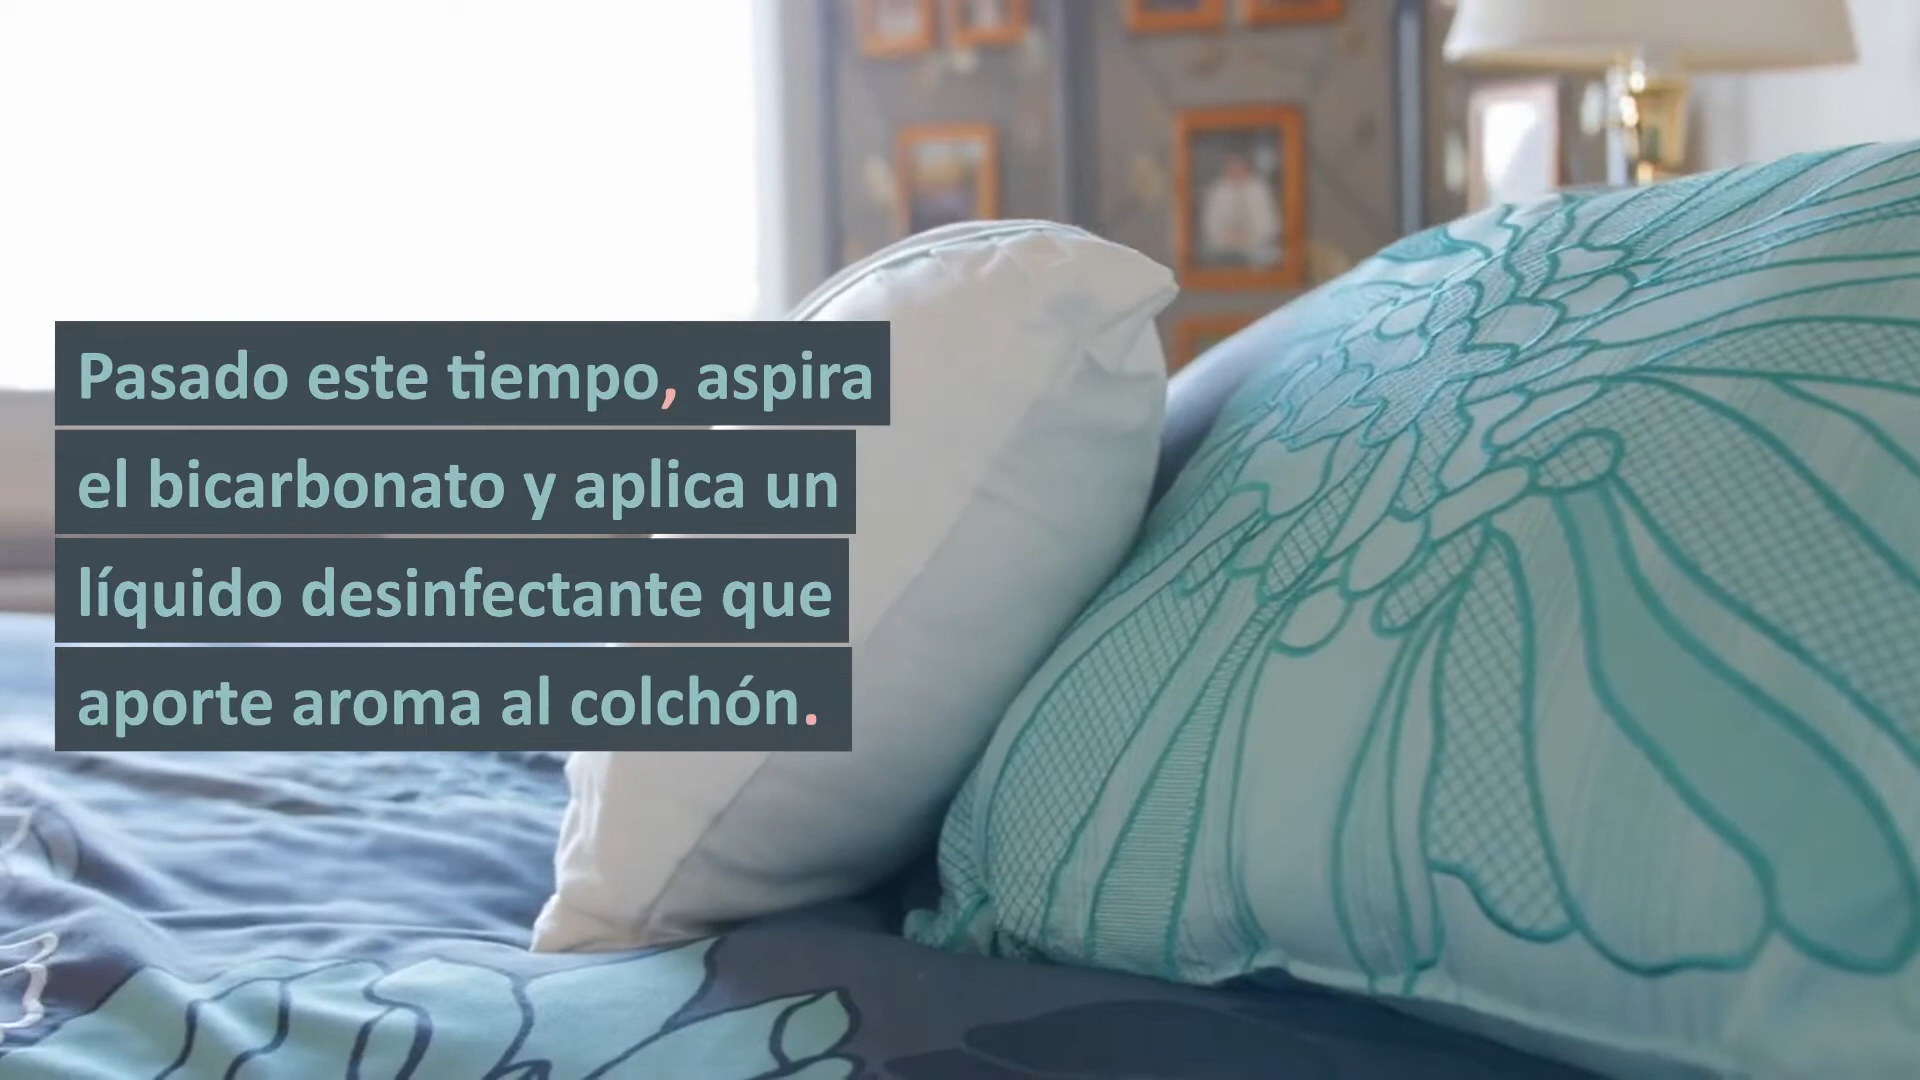 Pasado este tiempo, aspira
el bicarbonato y aplica un
líquido desinfectante que
aporte aroma al colchón.